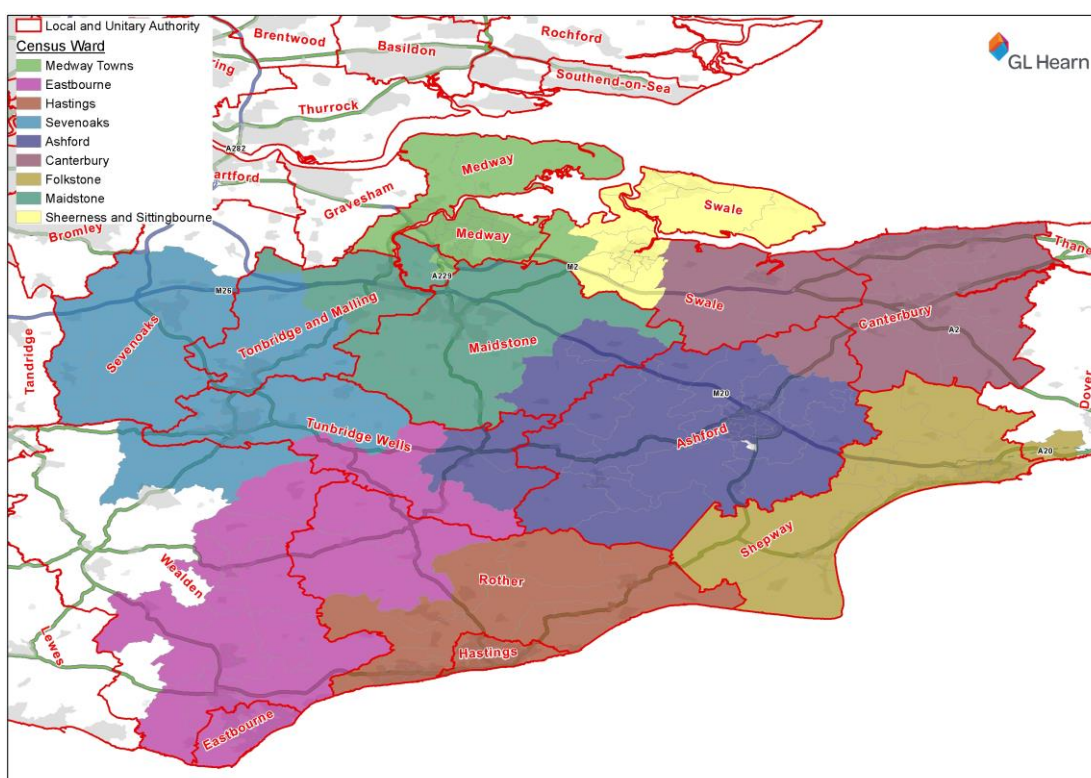 Local and Unitary Authority
Census Ward
Medway Towns
Eastbourne
Hastings
Sevenoaks
Ashford
Canterbury
Folkstone
Maidstone
Sheerness and Sittingbourne
GL Hearn
Brentwood
Basildon
Rochford
ring
Southend-on-Sea
Thurrock
A282
Medway
artford
Gravesham
Swale
Bromley
Medway
Thane
A229
M2
M26
Swale
Tonbridge and Malling
Canterbury
A2
Sevenoaks
Maidstone
Tandridge
M20
Dover
Tunbridge Wells
Ashford
A20
Shepway
Wealden
Rother
Lewes
Hastings
Eastbourne